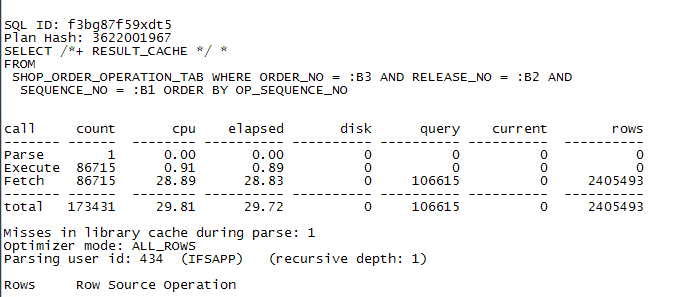 SQL ID: f3bg87f59xdt5
Plan Hash: 3622001967
SELECT /*+ RESULT_CACHE */ *
FROM
 SHOP_ORDER_OPERATION_TAB WHERE ORDER_NO = :B3 AND RELEASE_NO = :B2 AND
  SEQUENCE_NO = :B1 ORDER BY OP_SEQUENCE_NO
call     count       cpu    elapsed       disk      query    current        rows
------- ------  -------- ---------- ---------- ---------- ----------  ----------
Parse        1      0.00       0.00          0          0          0           0
Execute  86715      0.91       0.89          0          0          0           0
Fetch    86715     28.89      28.83          0     106615          0     2405493
------- ------  -------- ---------- ---------- ---------- ----------  ----------
total   173431     29.81      29.72          0     106615          0     2405493
Misses in library cache during parse: 1
Optimizer mode: ALL_ROWS
Parsing user id: 434  (IFSAPP)   (recursive depth: 1)
Rows     Row Source Operation